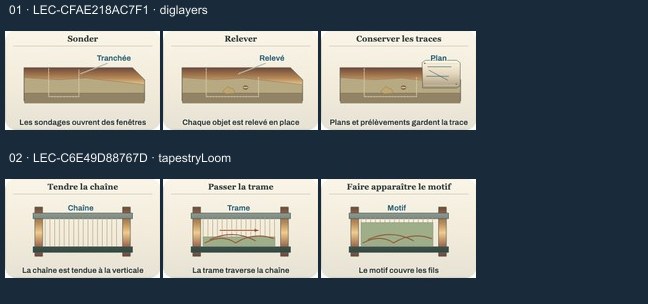 01 · LEC-CFAE218AC7F1 · diglayers
Sonder
Tranchée
Les sondages ouvrent des fenêtres
Relever
Relevé
Chaque objet est relevé en place
Conserver les traces
Plan
Plans et prélèvements gardent la trace
02 · LEC-C6E49D88767D · tapestryLoom
Tendre la chaîne
Chaîne
La chaîne est tendue à la verticale
Passer la trame
Trame
La trame traverse la chaîne
Faire apparaître le motif
Motif
Le motif couvre les fils